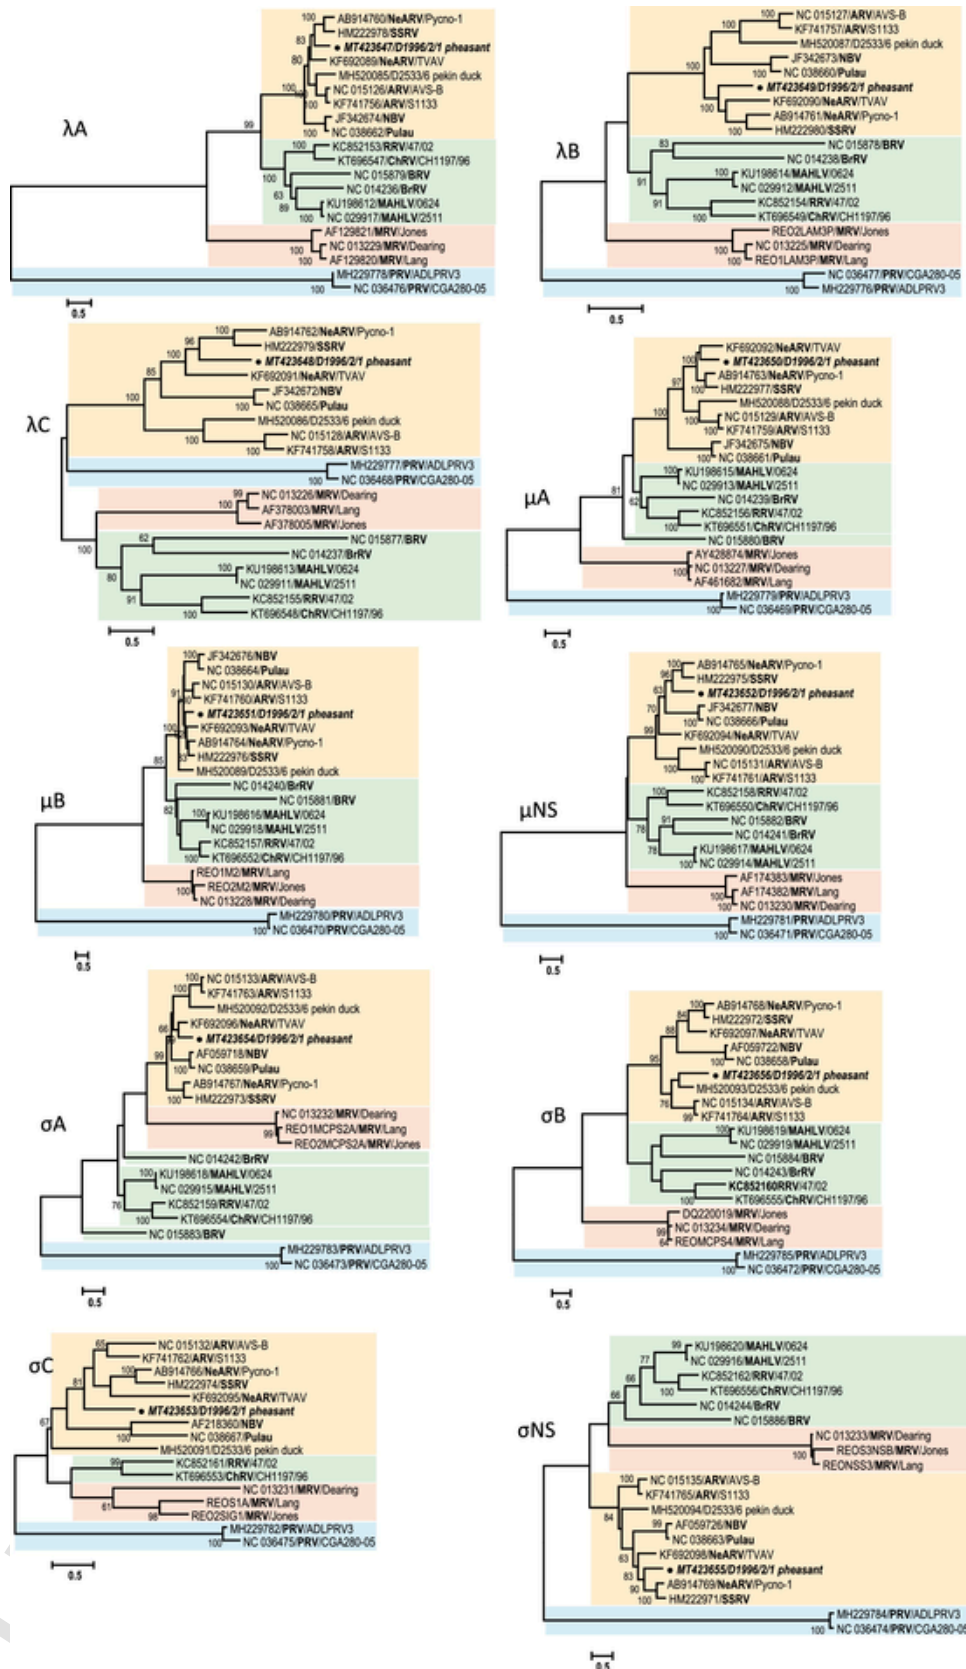 λA
AB914760/NeARV/Pycno-1
HM222978/SSRV
MT423647/D1996/2/1 pheasant
KF692089/NeARV/TVAV
MH520085/D2533/6 pekin duck
NC 015126/ARV/AVS-B
KF741756/ARV/S1133
JF342674/NBV
NC 038662/Pulau
KC852153/RRV/47/02
KT696547/ChRV/CH1197/96
NC 015879/BRV
NC 014236/BrRV
KU198612/MAHLV/0624
NC 029917/MAHLV/2511
AF129821/MRV/Jones
NC 013229/MRV/Dearing
AF129820/MRV/Lang
MH229778/PRV/ADLPRV3
NC 036476/PRV/CGA280-05
0.5
λB
NC 015127/ARV/AVS-B
KF741757/ARV/S1133
MH520087/D2533/6 pekin duck
JF342673/NBV
NC 038660/Pulau
MT423649/D1996/2/1 pheasant
KF692090/NeARV/TVAV
AB914761/NeARV/Pycno-1
HM222980/SSRV
NC 015878/BRV
NC 014238/BrRV
KU198614/MAHLV/0624
NC 029912/MAHLV/2511
KC852154/RRV/47/02
KT696549/ChRV/CH1197/96
REO2LAM3P/MRV/Jones
NC 013225/MRV/Dearing
REO1LAM3P/MRV/Lang
NC 036477/PRV/CGA280-05
MH229776/PRV/ADLPRV3
0.5
λC
AB914762/NeARV/Pycno-1
HM222979/SSRV
MT423648/D1996/2/1 pheasant
KF692091/NeARV/TVAV
JF342672/NBV
NC 038665/Pulau
MH520086/D2533/6 pekin duck
NC 015128/ARV/AVS-B
KF741758/ARV/S1133
MH229777/PRV/ADLPRV3
NC 036468/PRV/CGA280-05
NC 013226/MRV/Dearing
AF378003/MRV/Lang
AF378005/MRV/Jones
NC 015877/BRV
NC 014237/BrRV
KU198613/MAHLV/0624
NC 029911/MAHLV/2511
KC852155/RRV/47/02
KT696548/ChRV/CH1197/96
0.5
μA
KF692092/NeARV/TVAV
MT423650/D1996/2/1 pheasant
AB914763/NeARV/Pycno-1
HM222977/SSRV
MH520088/D2533/6 pekin duck
NC 015129/ARV/AVS-B
KF741759/ARV/S1133
JF342675/NBV
NC 038661/Pulau
KU198615/MAHLV/0624
NC 029913/MAHLV/2511
NC 014239/BrRV
KC852156/RRV/47/02
KT696551/ChRV/CH1197/96
NC 015880/BRV
AY428874/MRV/Jones
NC 013227/MRV/Dearing
AF461682/MRV/Lang
MH229779/PRV/ADLPRV3
NC 036469/PRV/CGA280-05
0.5
μB
JF342676/NBV
NC 038664/Pulau
NC 015130/ARV/AVS-B
KF741760/ARV/S1133
MT423651/D1996/2/1 pheasant
KF692093/NeARV/TVAV
AB914764/NeARV/Pycno-1
HM222976/SSRV
MH520089/D2533/6 pekin duck
NC 014240/BrRV
NC 015881/BRV
KU198616/MAHLV/0624
NC 029918/MAHLV/2511
KC852157/RRV/47/02
KT696552/ChRV/CH1197/96
REO1M2/MRV/Lang
REO2M2/MRV/Jones
NC 013228/MRV/Dearing
MH229780/PRV/ADLPRV3
NC 036470/PRV/CGA280-05
0.5
μNS
AB914765/NeARV/Pycno-1
HM222975/SSRV
MT423652/D1996/2/1 pheasant
JF342677/NBV
NC 038666/Pulau
KF692094/NeARV/TVAV
MH520090/D2533/6 pekin duck
NC 015131/ARV/AVS-B
KF741761/ARV/S1133
KC852158/RRV/47/02
KT696550/ChRV/CH1197/96
NC 015882/BRV
NC 014241/BrRV
KU198617/MAHLV/0624
NC 029914/MAHLV/2511
AF174383/MRV/Jones
AF174382/MRV/Lang
NC 013230/MRV/Dearing
MH229781/PRV/ADLPRV3
NC 036471/PRV/CGA280-05
0.5
σA
NC 015133/ARV/AVS-B
KF741763/ARV/S1133
MH520092/D2533/6 pekin duck
KF692096/NeARV/TVAV
MT423654/D1996/2/1 pheasant
AF059718/NBV
NC 038659/Pulau
AB914767/NeARV/Pycno-1
HM222973/SSRV
NC 013232/MRV/Dearing
REO1MCPS2A/MRV/Lang
REO2MCPS2A/MRV/Jones
NC 014242/BrRV
KU198618/MAHLV/0624
NC 029915/MAHLV/2511
KC852159/RRV/47/02
KT696554/ChRV/CH1197/96
NC 015883/BRV
MH229783/PRV/ADLPRV3
NC 036473/PRV/CGA280-05
0.5
σB
AB914768/NeARV/Pycno-1
HM222972/SSRV
KF692097/NeARV/TVAV
AF059722/NBV
NC 038658/Pulau
MT423656/D1996/2/1 pheasant
MH520093/D2533/6 pekin duck
NC 015134/ARV/AVS-B
KF741764/ARV/S1133
KU198619/MAHLV/0624
NC 029919/MAHLV/2511
NC 015884/BRV
NC 014243/BrRV
KC852160RRV/47/02
KT696555/ChRV/CH1197/96
DQ220019/MRV/Jones
NC 013234/MRV/Dearing
REOMCPS4/MRV/Lang
MH229785/PRV/ADLPRV3
NC 036472/PRV/CGA280-05
0.5
σC
NC 015132/ARV/AVS-B
KF741762/ARV/S1133
AB914766/NeARV/Pycno-1
HM222974/SSRV
KF692095/NeARV/TVAV
MT423653/D1996/2/1 pheasant
AF218360/NBV
NC 038667/Pulau
MH520091/D2533/6 pekin duck
KC852161/RRV/47/02
KT696553/ChRV/CH1197/96
NC 013231/MRV/Dearing
REOS1A/MRV/Lang
REO2SIG1/MRV/Jones
MH229782/PRV/ADLPRV3
NC 036475/PRV/CGA280-05
0.5
σNS
KU198620/MAHLV/0624
NC 029916/MAHLV/2511
KC852162/RRV/47/02
KT696556/ChRV/CH1197/96
NC 014244/BrRV
NC 015886/BRV
NC 013233/MRV/Dearing
REOS3NSB/MRV/Jones
REONSS3/MRV/Lang
NC 015135/ARV/AVS-B
KF741765/ARV/S1133
MH520094/D2533/6 pekin duck
AF059726/NBV
NC 038663/Pulau
KF692098/NeARV/TVAV
MT423655/D1996/2/1 pheasant
AB914769/NeARV/Pycno-1
HM222971/SSRV
MH229784/PRV/ADLPRV3
NC 036474/PRV/CGA280-05
0.5